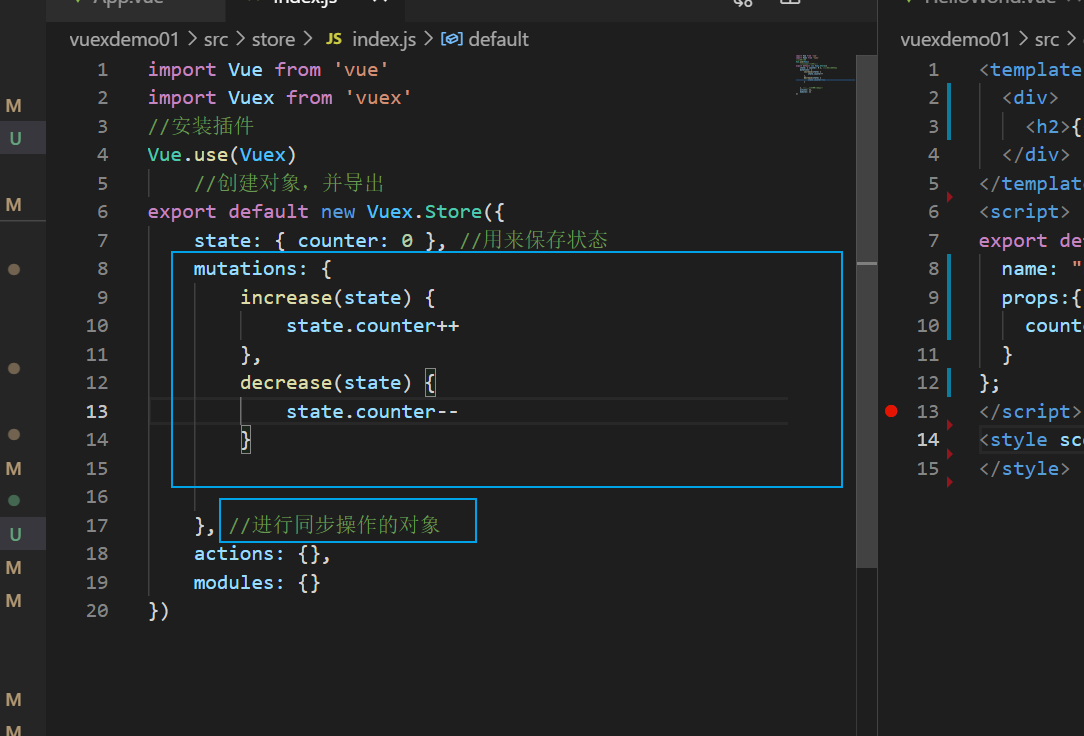 App.vue
index.js
HelloWorld.vue
vuexdemo01 > src > store > JS index.js > default
1 import Vue from 'vue'
2 import Vuex from 'vuex'
3 //安装插件
4 Vue.use(Vuex)
5 //创建对象，并导出
6 export default new Vuex.Store({
7 state: { counter: 0 }, //用来保存状态
8 mutations: {
9 increase(state) {
10 state.counter++
11 },
12 decrease(state) {
13 state.counter--
14 }
15
16
17 }, //进行同步操作的对象
18 actions: {},
19 modules: {}
20 })
M
U
M
M
U
M
M
M
M
vuexdemo01 > src >
1 <template
2 <div>
3 <h2>{
4 </div>
5 </templat
6 <script>
7 export de
8 name: "
9 props:{
10 count
11 }
12 };
13 </script>
14 <style sc
15 </style>